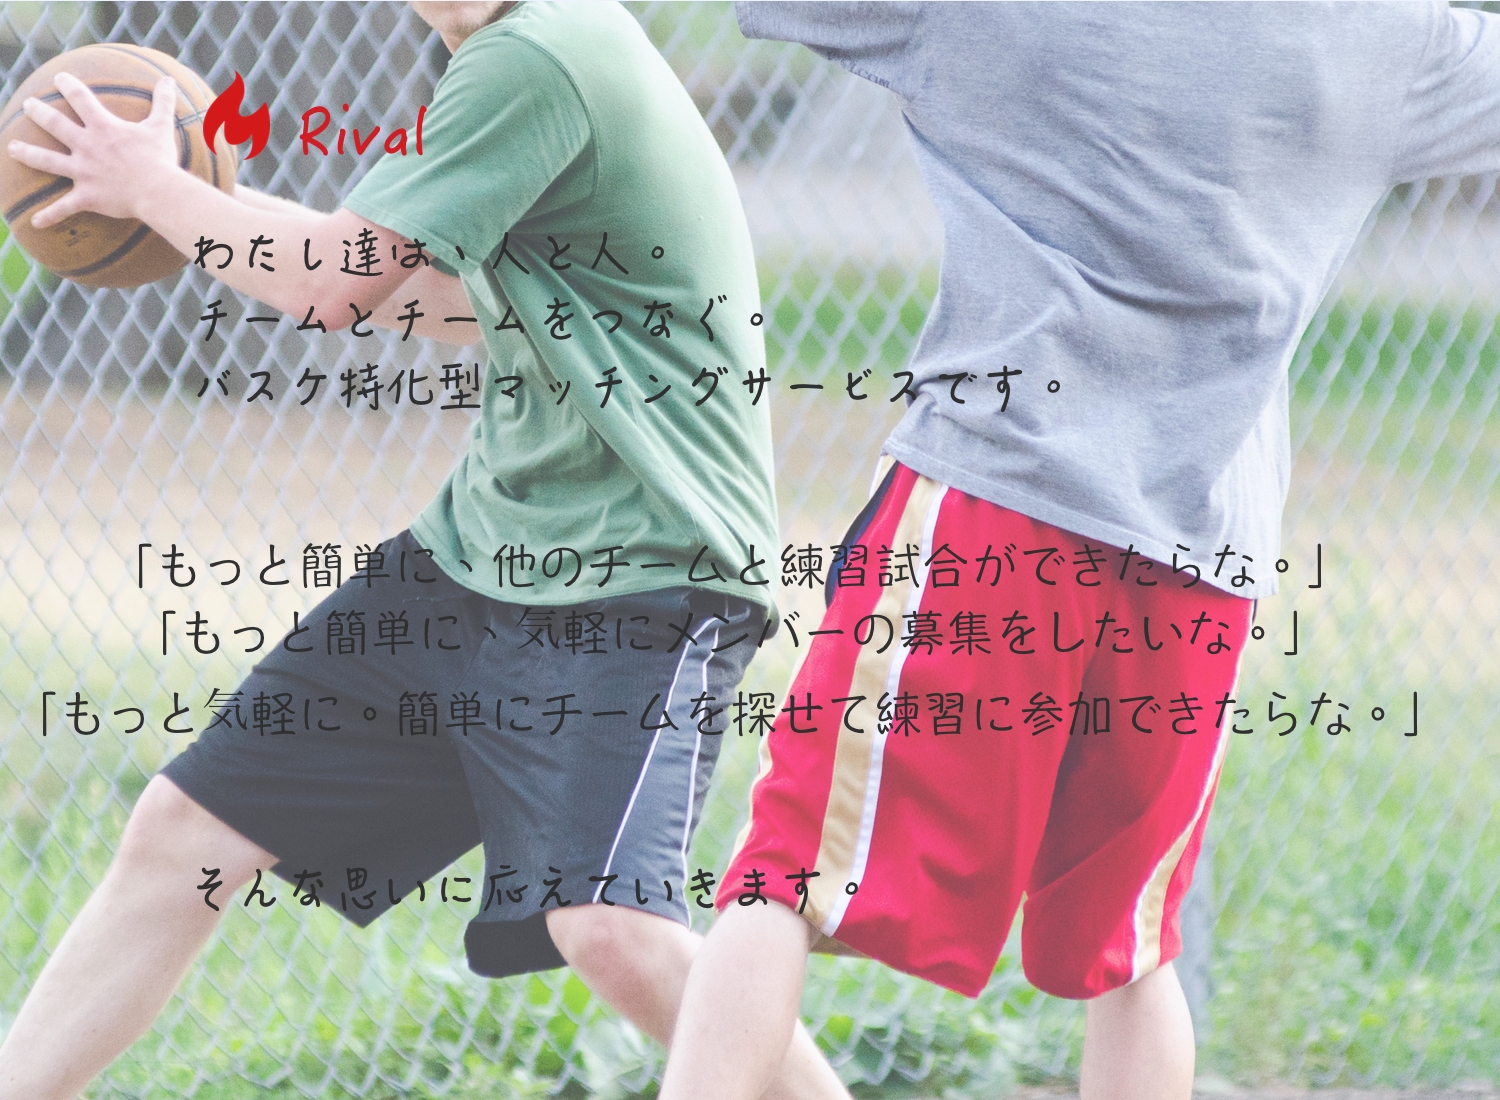 Rival
わたし達は、人と人。
チームとチームをつなぐ。
バスケ特化型マッチングサービスです。
「もっと簡単に、他のチームと練習試合ができたらな。」
「もっと簡単に、気軽にメンバーの募集をしたいな。」
「もっと気軽に。簡単にチームを探せて練習に参加できたらな。」
そんな思いに応えていきます。